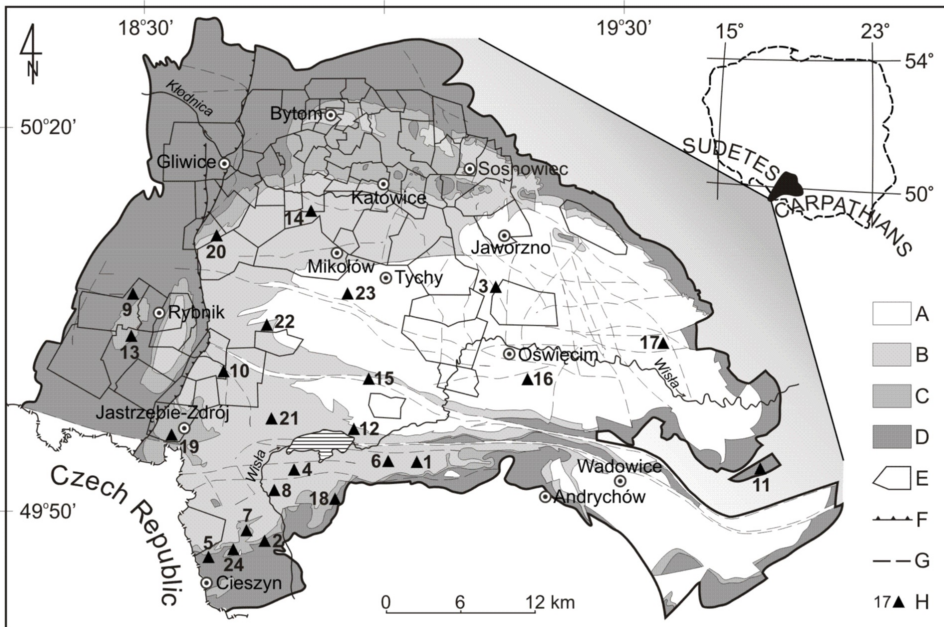 18°30'
19°30'
15°
23°
54°
N
Kłodnica
Bytom
50°20'
SUDETES
Gliwice
Sosnowiec
50°
Katowice
CARPATHIANS
14
20
Jaworzno
Mikołów
Tychy
3
9
23
A
Rybnik
22
13
17
Oświęcim
B
10
15
16
Wisła
C
Jastrzębie-Zdrój
21
12
19
D
Wisła
4
6
1
Wadowice
11
E
Czech Republic
8
18
Andrychów
49°50'
F
7
5
2
24
G
Cieszyn
0 6 12 km
17 H